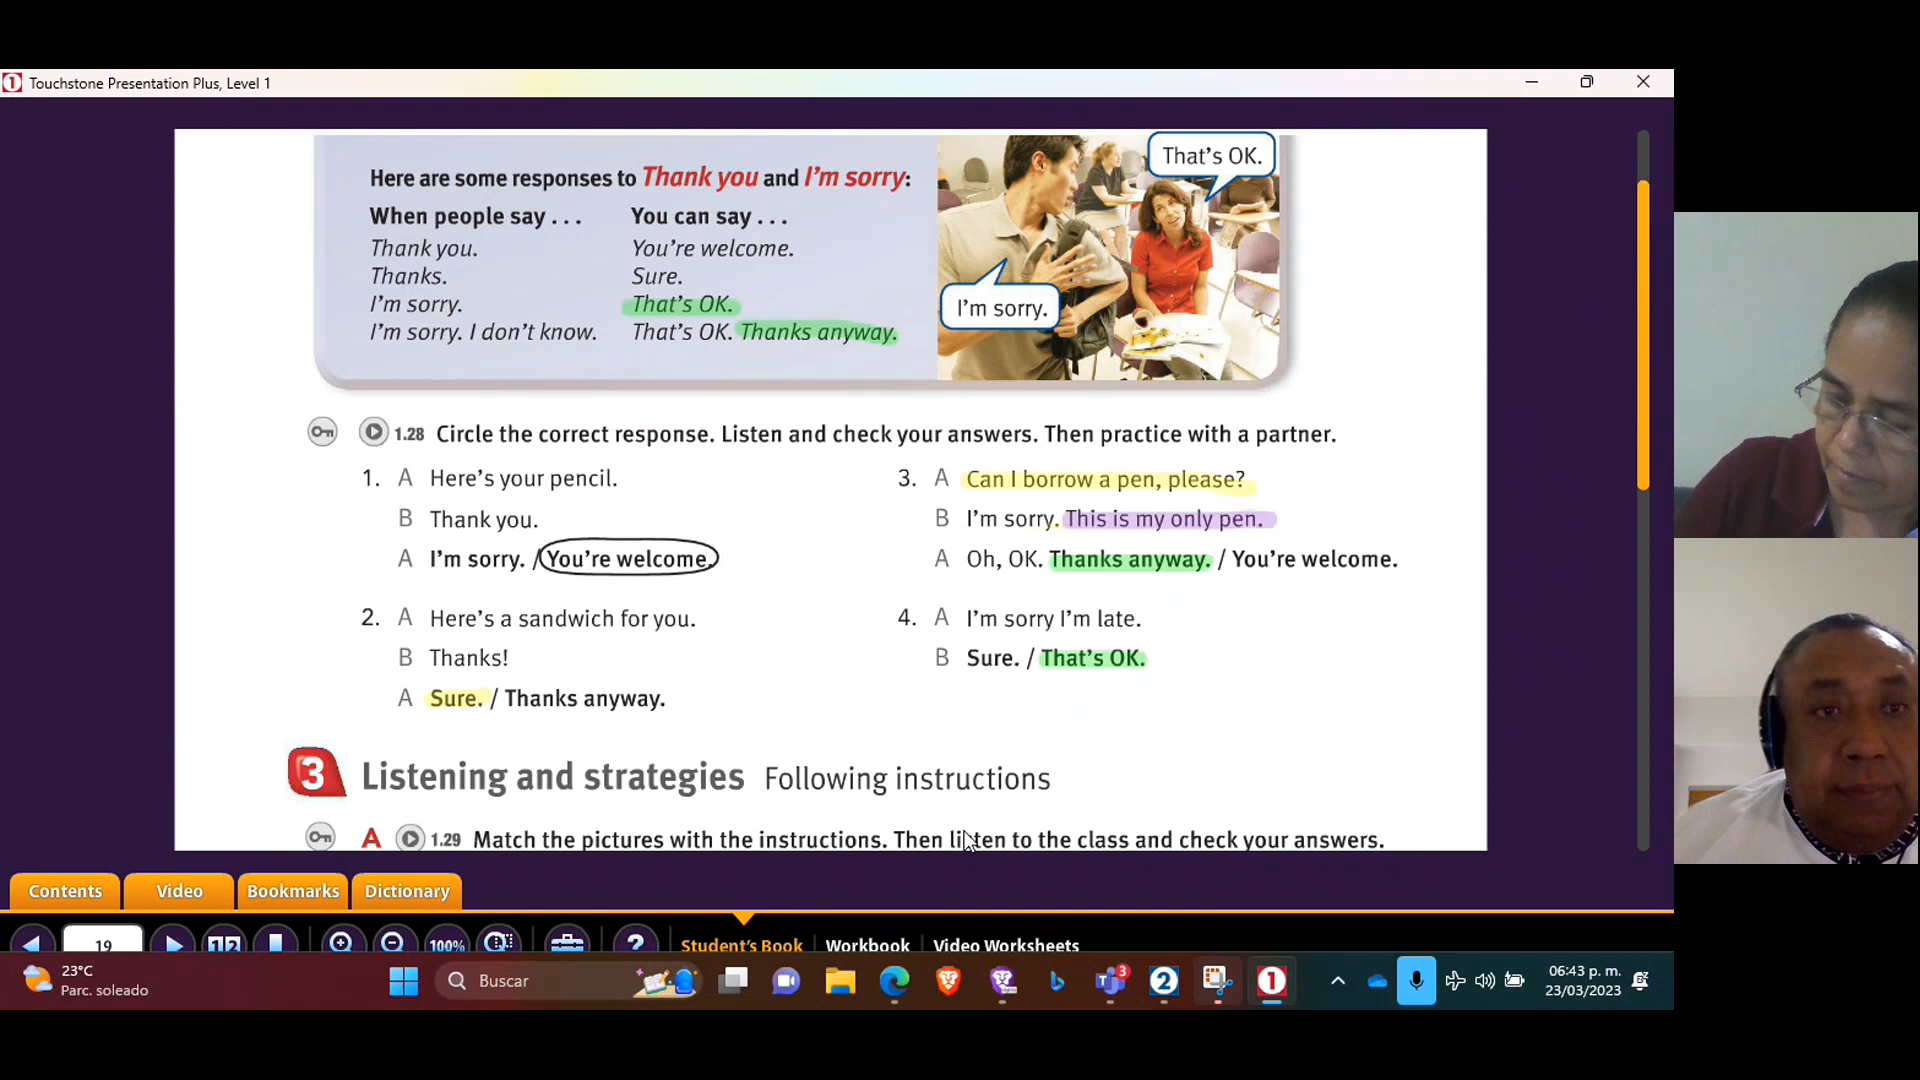 Touchstone Presentation Plus, Level 1
That's OK.
Here are some responses to Thank you and I'm sorry:
When people say . . . You can say . . .
Thank you. You're welcome.
Thanks. Sure.
I'm sorry. That's OK.
I'm sorry. I don't know. That's OK. Thanks anyway.
I'm sorry.
1.28 Circle the correct response. Listen and check your answers. Then practice with a partner.
1. A Here's your pencil.
B Thank you.
A I'm sorry. / You're welcome.
2. A Here's a sandwich for you.
B Thanks!
A Sure. / Thanks anyway.
3. A Can I borrow a pen, please?
B I'm sorry. This is my only pen.
A Oh, OK. Thanks anyway. / You're welcome.
4. A I'm sorry I'm late.
B Sure. / That's OK.
3 Listening and strategies Following instructions
A 1.29 Match the pictures with the instructions. Then listen to the class and check your answers.
Contents Video Bookmarks Dictionary
19 1 2 100% ? Student's Book Workbook Video Worksheets
23°C
Parc. soleado
Buscar
3
2
1
06:43 p. m.
23/03/2023